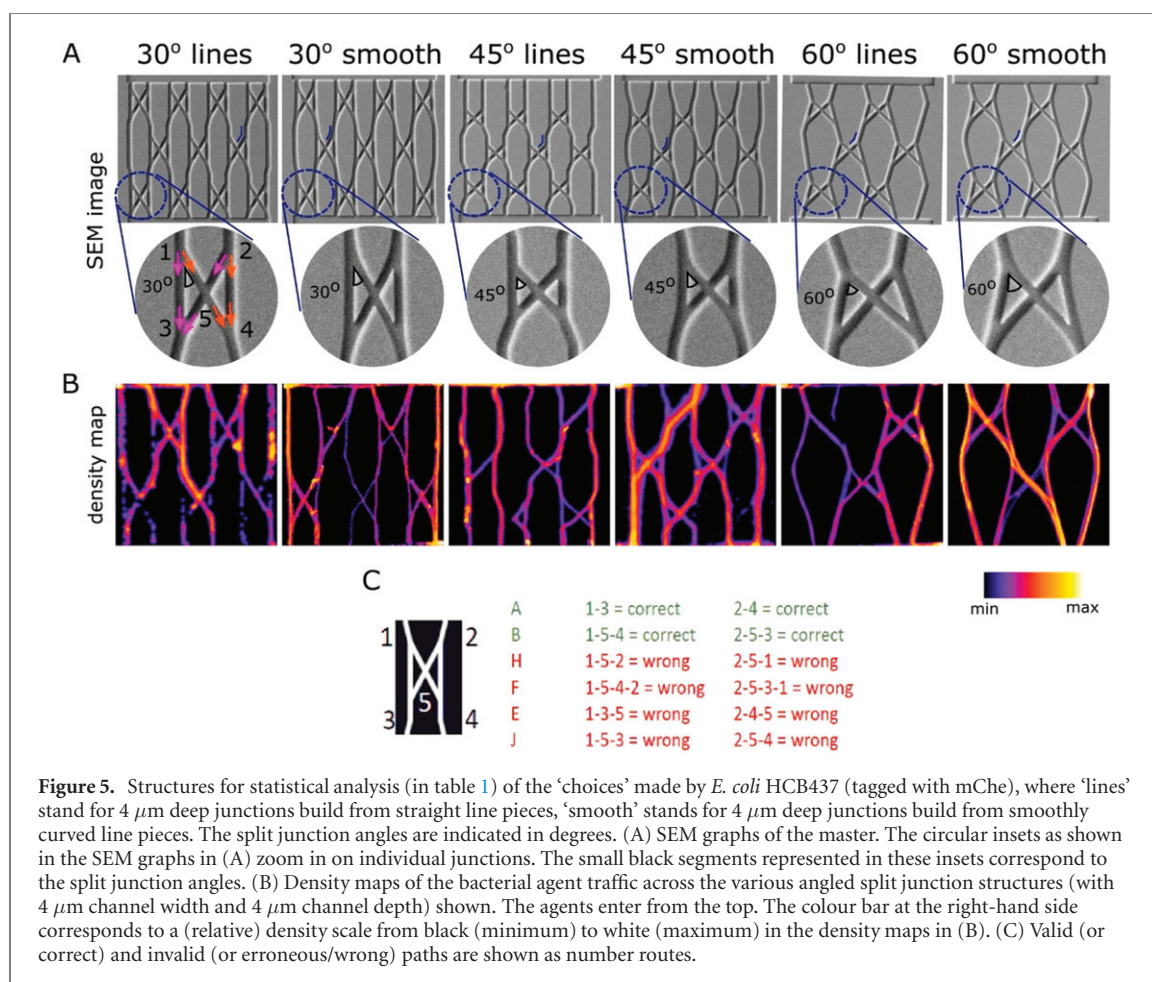 A
30° lines
30° smooth
45° lines
45° smooth
60° lines
60° smooth
SEM image
1
2
30°
3
5
4
30°
45°
45°
60°
60°
B
density map
C
min
max
1
2
5
3
4
A 1-3 = correct 2-4 = correct
B 1-5-4 = correct 2-5-3 = correct
H 1-5-2 = wrong 2-5-1 = wrong
F 1-5-4-2 = wrong 2-5-3-1 = wrong
E 1-3-5 = wrong 2-4-5 = wrong
J 1-5-3 = wrong 2-5-4 = wrong
Figure 5. Structures for statistical analysis (in table 1) of the ‘choices’ made by E. coli HCB437 (tagged with mChe), where ‘lines’
stand for 4 μm deep junctions build from straight line pieces, ‘smooth’ stands for 4 μm deep junctions build from smoothly
curved line pieces. The split junction angles are indicated in degrees. (A) SEM graphs of the master. The circular insets as shown
in the SEM graphs in (A) zoom in on individual junctions. The small black segments represented in these insets correspond to
the split junction angles. (B) Density maps of the bacterial agent traffic across the various angled split junction structures (with
4 μm channel width and 4 μm channel depth) shown. The agents enter from the top. The colour bar at the right-hand side
corresponds to a (relative) density scale from black (minimum) to white (maximum) in the density maps in (B). (C) Valid (or
correct) and invalid (or erroneous/wrong) paths are shown as number routes.